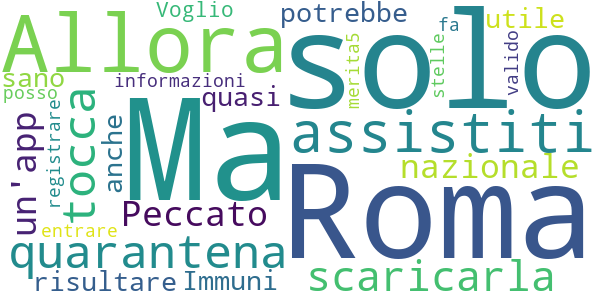 Allora
Voglio
potrebbe
solo
fa
utile
merita5
stelle
valido
sano
posso
informazioni
quasi
registrare
tocca
un'app
anche
Ma
assistiti
Roma
nazionale
Peccato
entrare
quarantena
risultare
Immuni
scaricarla